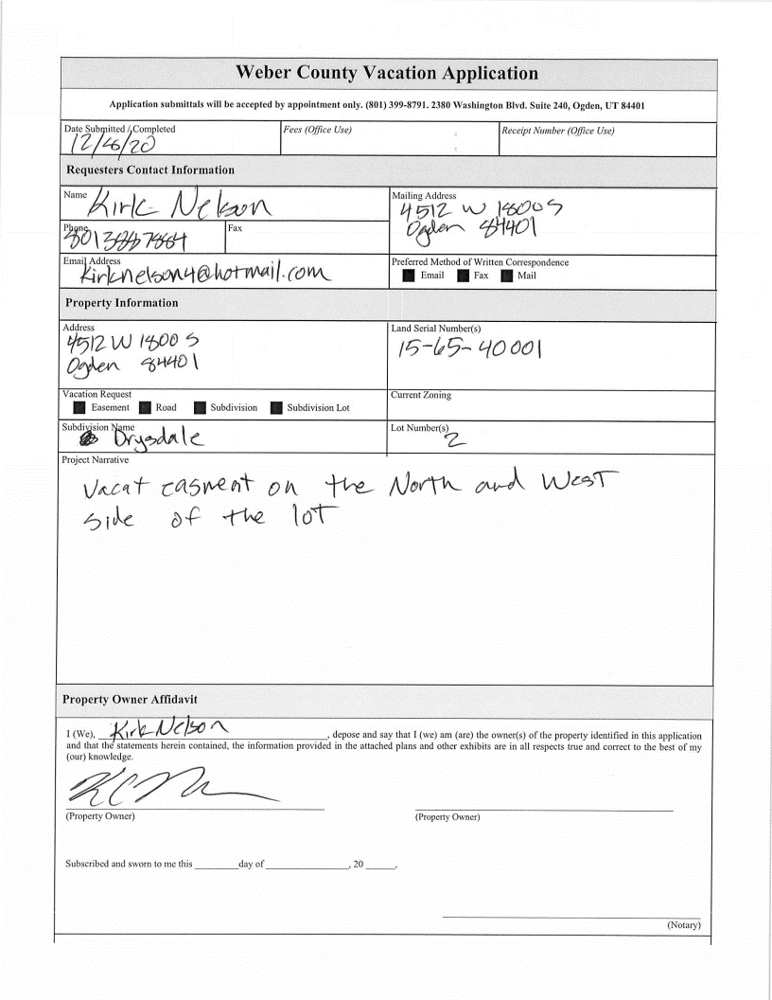 Weber County Vacation Application
Application submittals will be accepted by appointment only. (801) 399-8791. 2380 Washington Blvd. Suite 240, Ogden, UT 84401
Date Submitted / Completed
12/6/20
Fees (Office Use)
Receipt Number (Office Use)
Requesters Contact Information
Name
Kirk Nelson
Mailing Address
4512 W 1800 S
Ogden 84401
Phone
801
Fax
Email Address
kirknelson4@hotmail.com
Preferred Method of Written Correspondence
Email Fax Mail
Property Information
Address
4512 W 1800 S
Ogden 84401
Land Serial Number(s)
15-65-40001
Vacation Request
Easement Road Subdivision Subdivision Lot
Current Zoning
Subdivision Name
Drysdale
Lot Number(s)
2
Project Narrative
Vacat easment on the North and West
side of the lot
Property Owner Affidavit
I (We), Kirk Nelson, depose and say that I (we) am (are) the owner(s) of the property identified in this application
and that the statements herein contained, the information provided in the attached plans and other exhibits are in all respects true and correct to the best of my
(our) knowledge.
(Property Owner)
(Property Owner)
Subscribed and sworn to me this ________day of ________________, 20 ______,
(Notary)